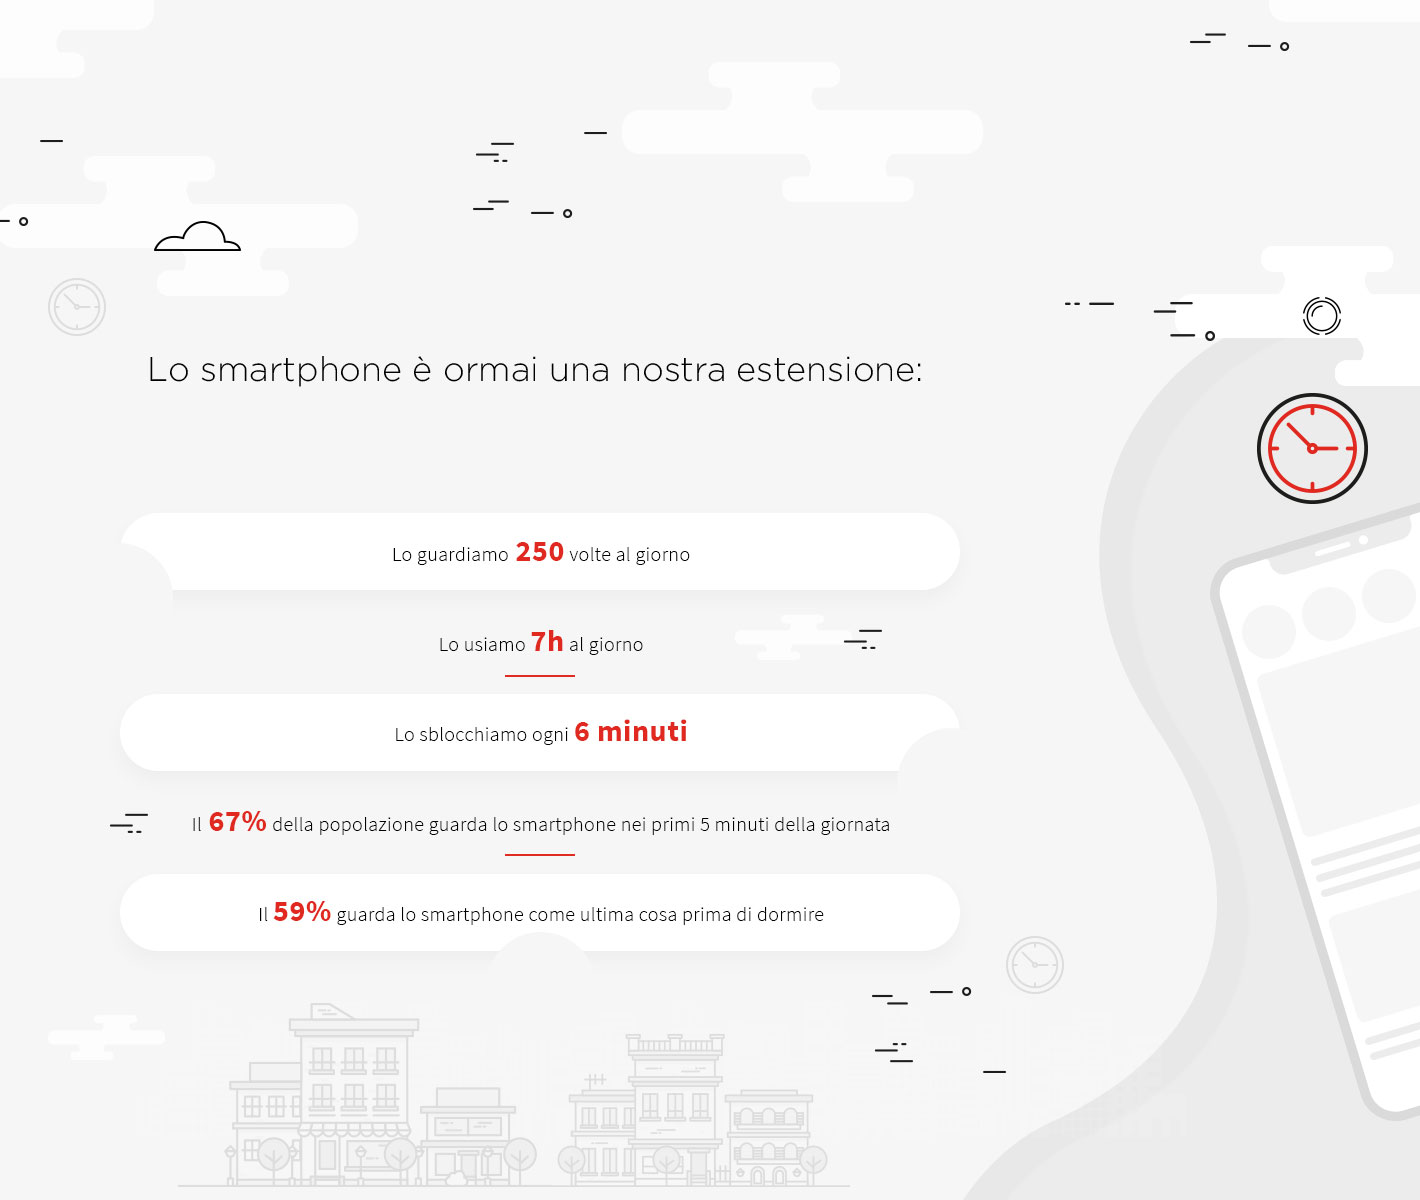 Lo smartphone è ormai una nostra estensione:
Lo guardiamo 250 volte al giorno
Lo usiamo 7h al giorno
Lo sblocchiamo ogni 6 minuti
Il 67% della popolazione guarda lo smartphone nei primi 5 minuti della giornata
Il 59% guarda lo smartphone come ultima cosa prima di dormire